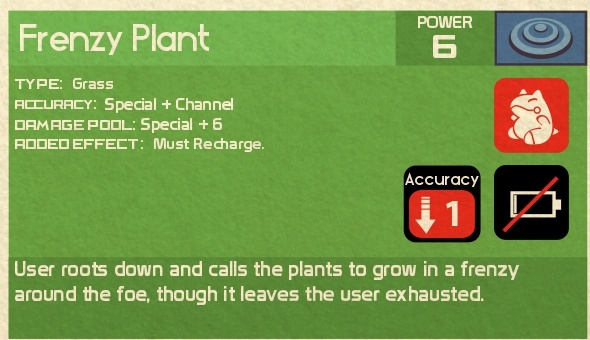 Frenzy Plant
POWER
6
TYPE: Grass
ACCURACY: Special + Channel
DAMAGE POOL: Special + 6
ADDED EFFECT: Must Recharge.
Accuracy
1
User roots down and calls the plants to grow in a frenzy
around the foe, though it leaves the user exhausted.